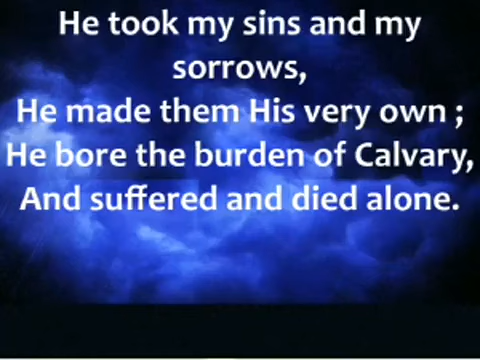 He took my sins and my
sorrows,
He made them His very own ;
He bore the burden of Calvary,
And suffered and died alone.